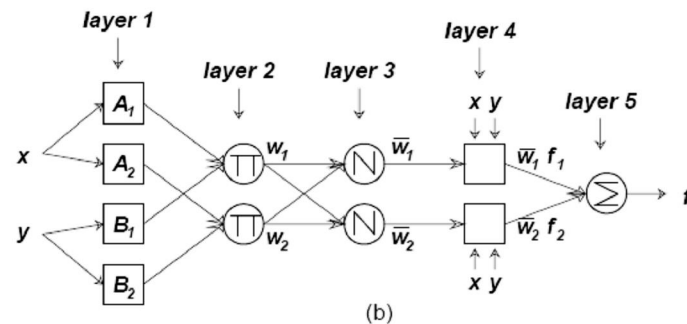 layer 1
layer 4
layer 2
layer 3
layer 5
x y
A₁
x
A₂
w₁
w̅₁
w̅₁ f₁
Π
N
Σ
f
y
B₁
Π
N
w₂
w̅₂
w̅₂ f₂
B₂
x y
(b)